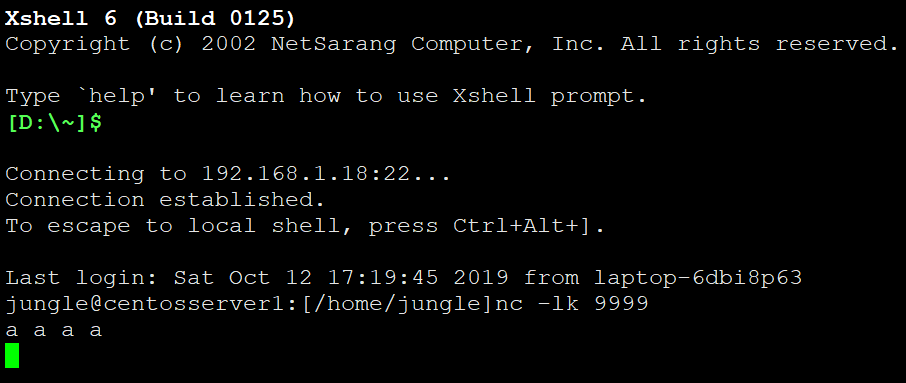 Xshell 6 (Build 0125)
Copyright (c) 2002 NetSarang Computer, Inc. All rights reserved.
Type `help' to learn how to use Xshell prompt.
[D:\~]$
Connecting to 192.168.1.18:22...
Connection established.
To escape to local shell, press Ctrl+Alt+].
Last login: Sat Oct 12 17:19:45 2019 from laptop-6dbi8p63
jungle@centosserver1:[/home/jungle]nc -lk 9999
a a a a